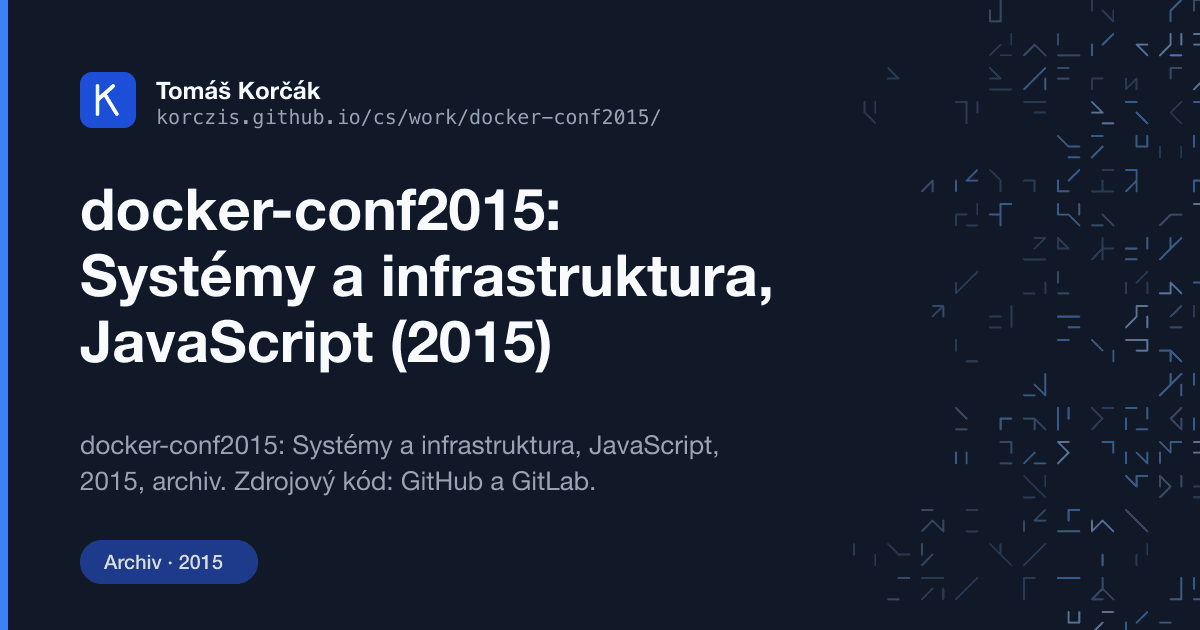 K
Tomáš Korčák
korczis.github.io/cs/work/docker-conf2015/
docker-conf2015:
Systémy a infrastruktura,
JavaScript (2015)
docker-conf2015: Systémy a infrastruktura, JavaScript,
2015, archiv. Zdrojový kód: GitHub a GitLab.
Archiv · 2015